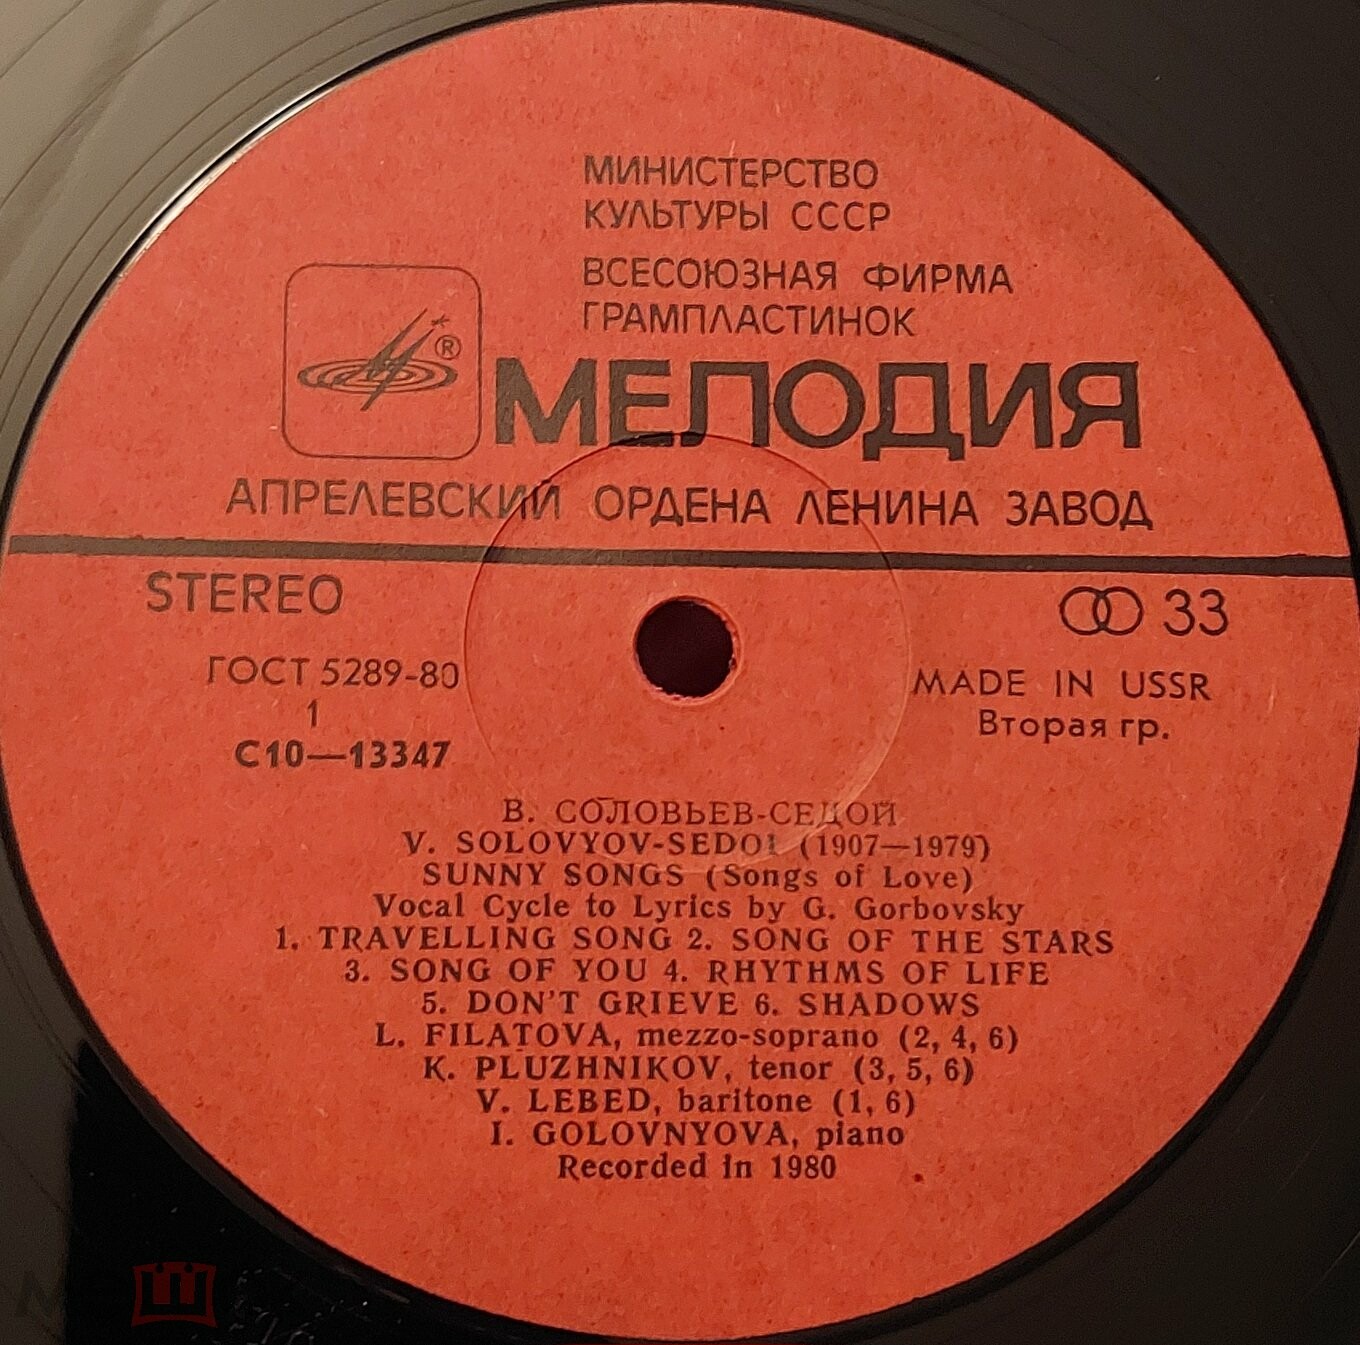 МИНИСТЕРСТВО
КУЛЬТУРЫ СССР
ВСЕСОЮЗНАЯ ФИРМА
ГРАМПЛАСТИНОК
®
МЕЛОДИЯ
АПРЕЛЕВСКИЙ ОРДЕНА ЛЕНИНА ЗАВОД
STEREO
33
ГОСТ 5289-80
MADE IN USSR
1
Вторая гр.
С10—13347
В. СОЛОВЬЕВ-СЕДОЙ
V. SOLOVYOV-SEDOI (1907—1979)
SUNNY SONGS (Songs of Love)
Vocal Cycle to Lyrics by G. Gorbovsky
1. TRAVELLING SONG 2. SONG OF THE STARS
3. SONG OF YOU 4. RHYTHMS OF LIFE
5. DON'T GRIEVE 6. SHADOWS
L. FILATOVA, mezzo-soprano (2, 4, 6)
K. PLUZHNIKOV, tenor (3, 5, 6)
V. LEBED, baritone (1, 6)
I. GOLOVNYOVA, piano
Recorded in 1980